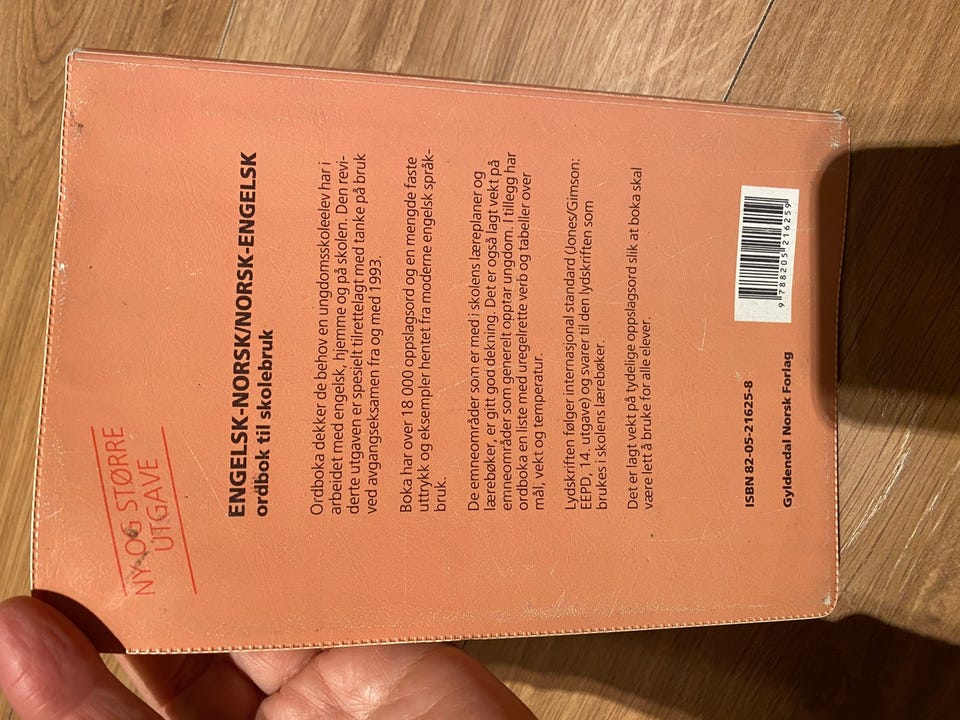 NY OG STØRRE
UTGAVE
ENGELSK-NORSK/NORSK-ENGELSK
ordbok til skolebruk
Ordboka dekker de behov en ungdomsskoleelev har i
arbeidet med engelsk, hjemme og på skolen. Den revi-
derte utgaven er spesielt tilrettelagt med tanke på bruk
ved avgangseksamen fra og med 1993.
Boka har over 18 000 oppslagsord og en mengde faste
uttrykk og eksempler hentet fra moderne engelsk språk-
bruk.
De emneområder som er med i skolens læreplaner og
lærebøker, er gitt god dekning. Det er også lagt vekt på
emneområder som generelt opptar ungdom. I tillegg har
ordboka en liste med uregelrette verb og tabeller over
mål, vekt og temperatur.
Lydskriften følger internasjonal standard (Jones/Gimson:
EEPD, 14. utgave) og svarer til den lydskriften som
brukes i skolens lærebøker.
Det er lagt vekt på tydelige oppslagsord slik at boka skal
være lett å bruke for alle elever.
ISBN 82-05-21625-8
Gyldendal Norsk Forlag
9 788205 216259